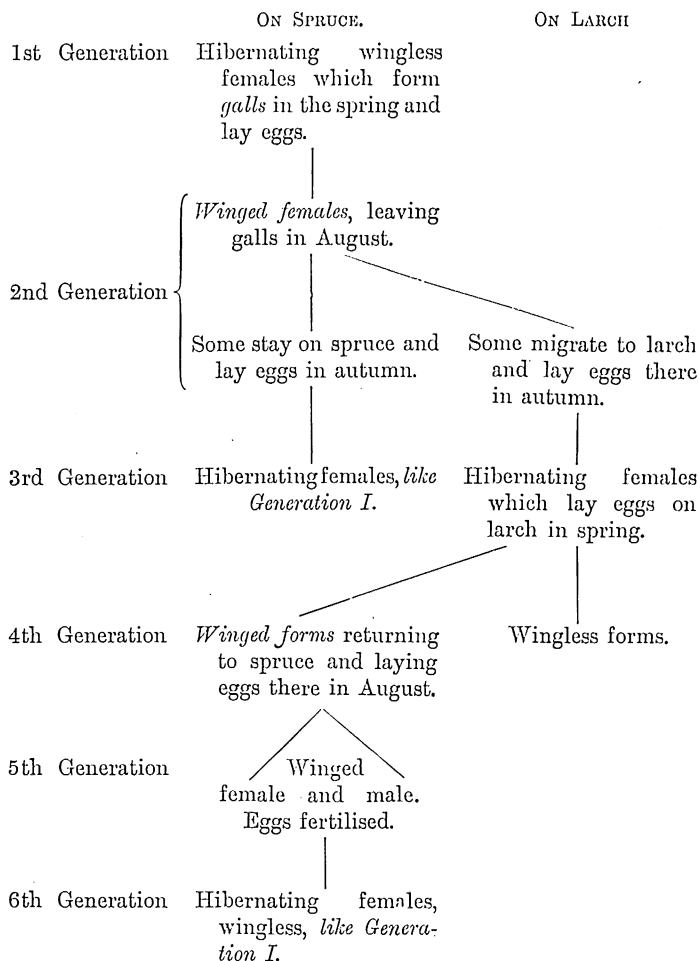 On Spruce. On Larch
1st Generation Hibernating wingless
females which form
galls in the spring and
lay eggs.
Winged females, leaving
galls in August.
2nd Generation
Some stay on spruce and
lay eggs in autumn.
Some migrate to larch
and lay eggs there
in autumn.
3rd Generation Hibernating females, like
Generation I.
Hibernating females
which lay eggs on
larch in spring.
4th Generation Winged forms returning
to spruce and laying
eggs there in August.
Wingless forms.
5th Generation Winged
female and male.
Eggs fertilised.
6th Generation Hibernating females,
wingless, like Genera-
tion I.